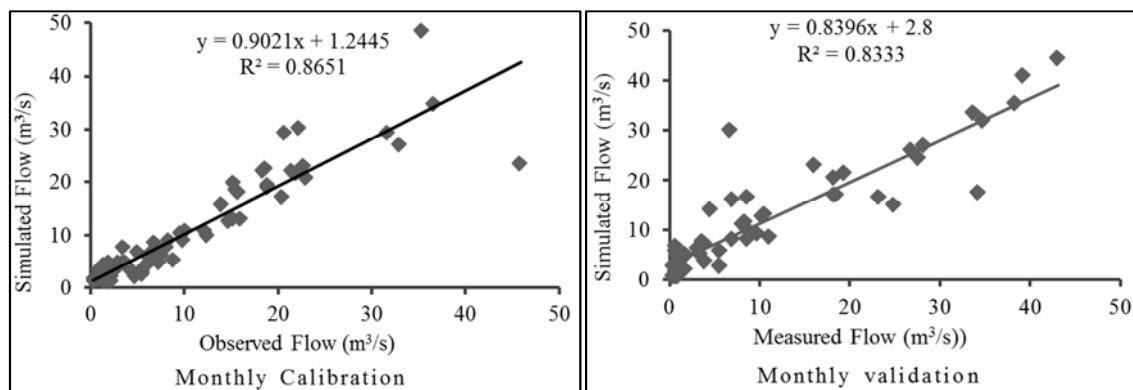 y = 0.9021x + 1.2445
R² = 0.8651
Simulated Flow (m³/s)
50
40
30
20
10
0
0 10 20 30 40 50
Observed Flow (m³/s)
Monthly Calibration
y = 0.8396x + 2.8
R² = 0.8333
Simulated Flow (m³/s)
50
40
30
20
10
0
0 10 20 30 40 50
Measured Flow (m³/s))
Monthly validation